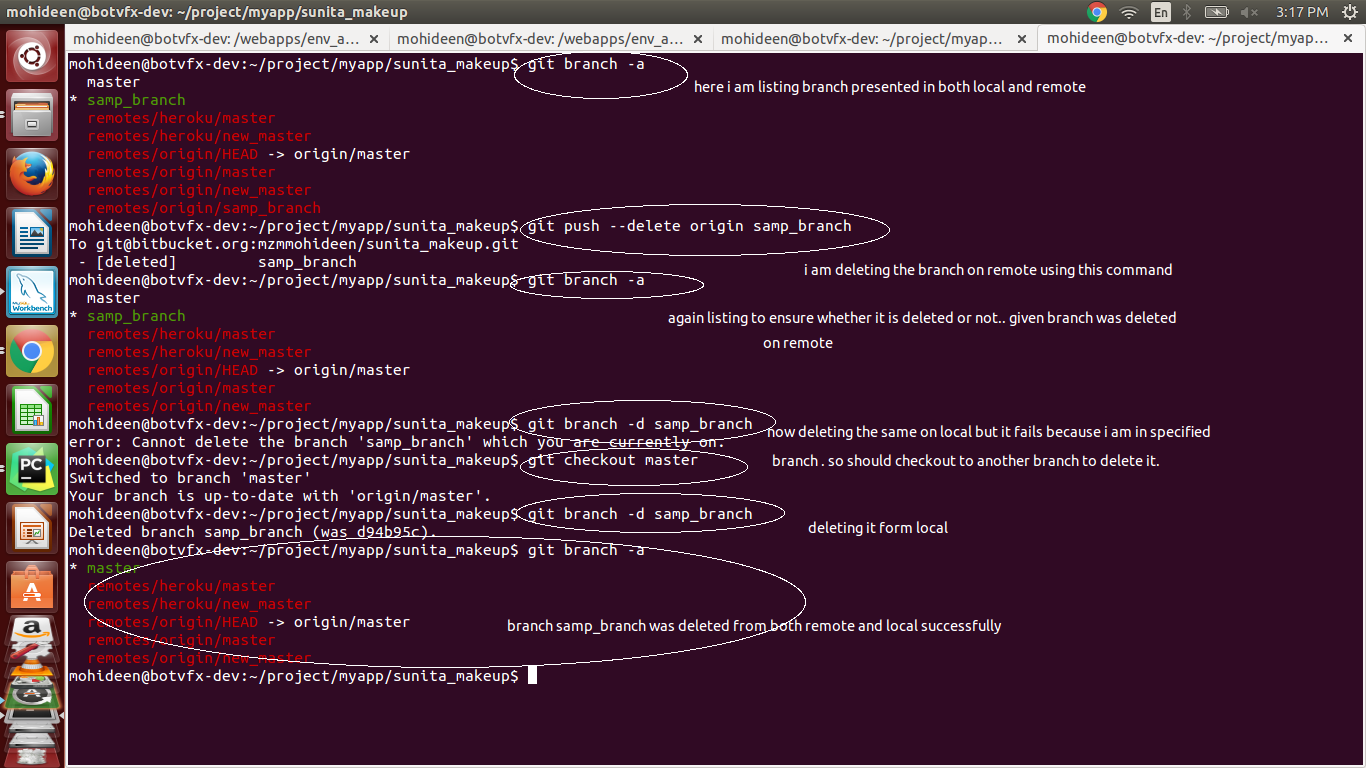 mohideen@botvfx-dev: ~/project/myapp/sunita_makeup
En
3:17 PM
mohideen@botvfx-dev: /webapps/env_a... ×
mohideen@botvfx-dev: /webapps/env_a... ×
mohideen@botvfx-dev: ~/project/myap... ×
mohideen@botvfx-dev: ~/project/myap... ×
mohideen@botvfx-dev:~/project/myapp/sunita_makeup$ git branch -a
here i am listing branch presented in both local and remote
master
* samp_branch
remotes/heroku/master
remotes/heroku/new_master
remotes/origin/HEAD -> origin/master
remotes/origin/master
remotes/origin/new_master
remotes/origin/samp_branch
mohideen@botvfx-dev:~/project/myapp/sunita_makeup$ git push --delete origin samp_branch
To git@bitbucket.org:mzmmohideen/sunita_makeup.git
- [deleted]         samp_branch
i am deleting the branch on remote using this command
mohideen@botvfx-dev:~/project/myapp/sunita_makeup$ git branch -a
master
* samp_branch
again listing to ensure whether it is deleted or not.. given branch was deleted
on remote
remotes/heroku/master
remotes/heroku/new_master
remotes/origin/HEAD -> origin/master
remotes/origin/master
remotes/origin/new_master
mohideen@botvfx-dev:~/project/myapp/sunita_makeup$ git branch -d samp_branch
now deleting the same on local but it fails because i am in specified
error: Cannot delete the branch 'samp_branch' which you are currently on.
mohideen@botvfx-dev:~/project/myapp/sunita_makeup$ git checkout master
branch . so should checkout to another branch to delete it.
Switched to branch 'master'
Your branch is up-to-date with 'origin/master'.
mohideen@botvfx-dev:~/project/myapp/sunita_makeup$ git branch -d samp_branch
deleting it form local
Deleted branch samp_branch (was d94b95c).
mohideen@botvfx-dev:~/project/myapp/sunita_makeup$ git branch -a
* master
remotes/heroku/master
remotes/heroku/new_master
remotes/origin/HEAD -> origin/master
branch samp_branch was deleted from both remote and local successfully
remotes/origin/master
remotes/origin/new_master
mohideen@botvfx-dev:~/project/myapp/sunita_makeup$
Workbench
PC
A
a